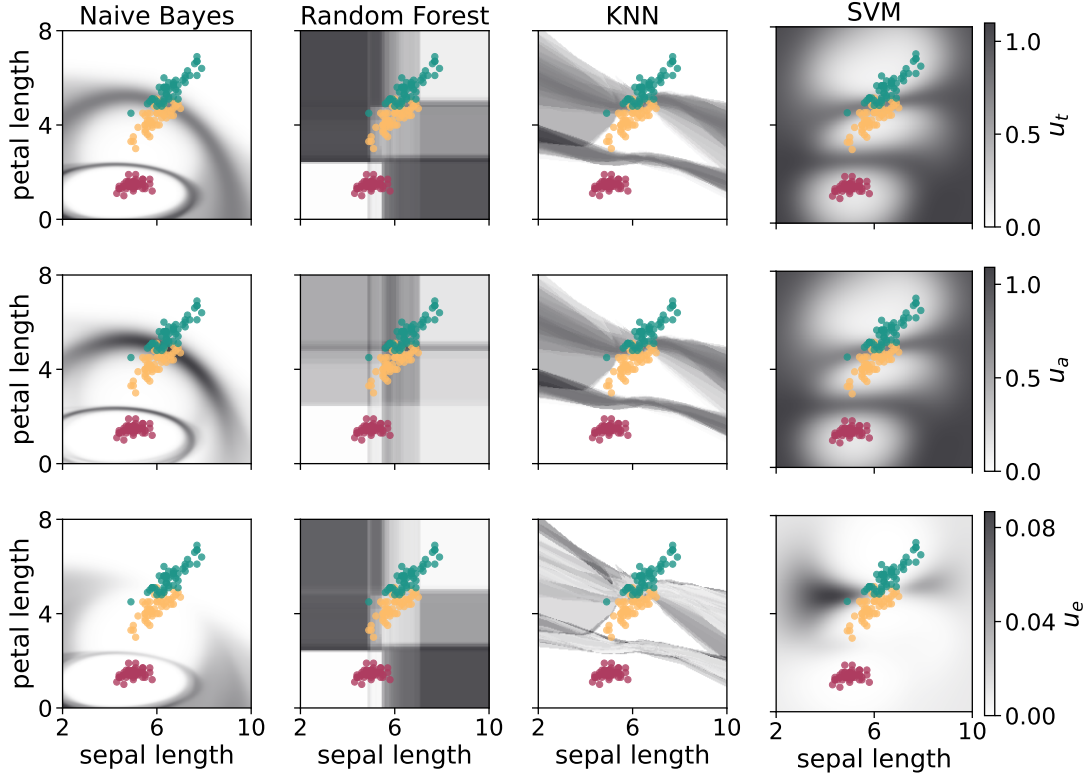 Naive Bayes
Random Forest
KNN
SVM
8
4
0
petal length
1.0
0.5
0.0
u_t
8
4
0
petal length
1.0
0.5
0.0
u_a
8
4
0
petal length
0.08
0.04
0.00
u_e
2 6 10
2 6 10
2 6 10
2 6 10
sepal length
sepal length
sepal length
sepal length